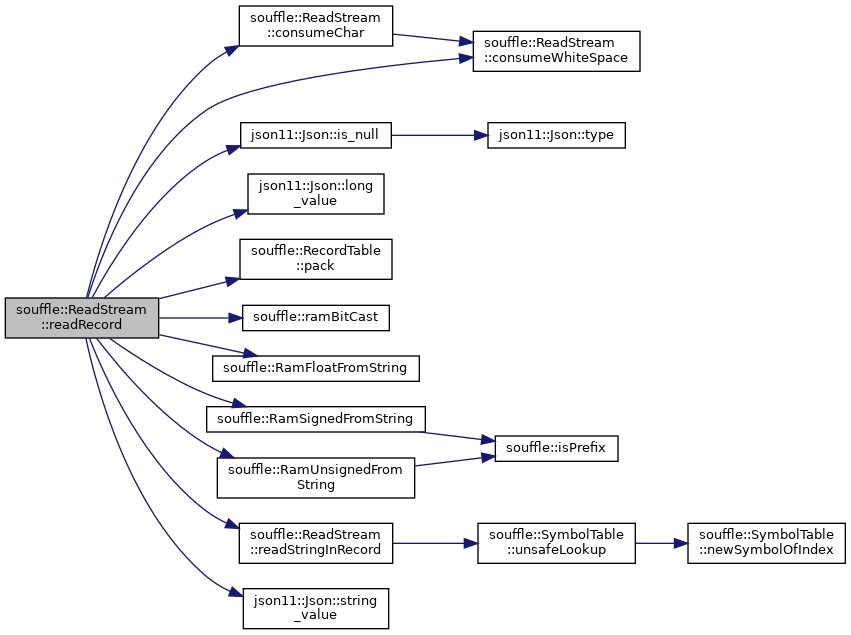 souffle::ReadStream
::consumeChar
souffle::ReadStream
::consumeWhiteSpace
json11::Json::is_null
json11::Json::type
json11::Json::long
_value
souffle::RecordTable
::pack
souffle::ReadStream
::readRecord
souffle::ramBitCast
souffle::RamFloatFromString
souffle::RamSignedFromString
souffle::isPrefix
souffle::RamUnsignedFrom
String
souffle::ReadStream
::readStringInRecord
souffle::SymbolTable
::unsafeLookup
souffle::SymbolTable
::newSymbolOfIndex
json11::Json::string
_value